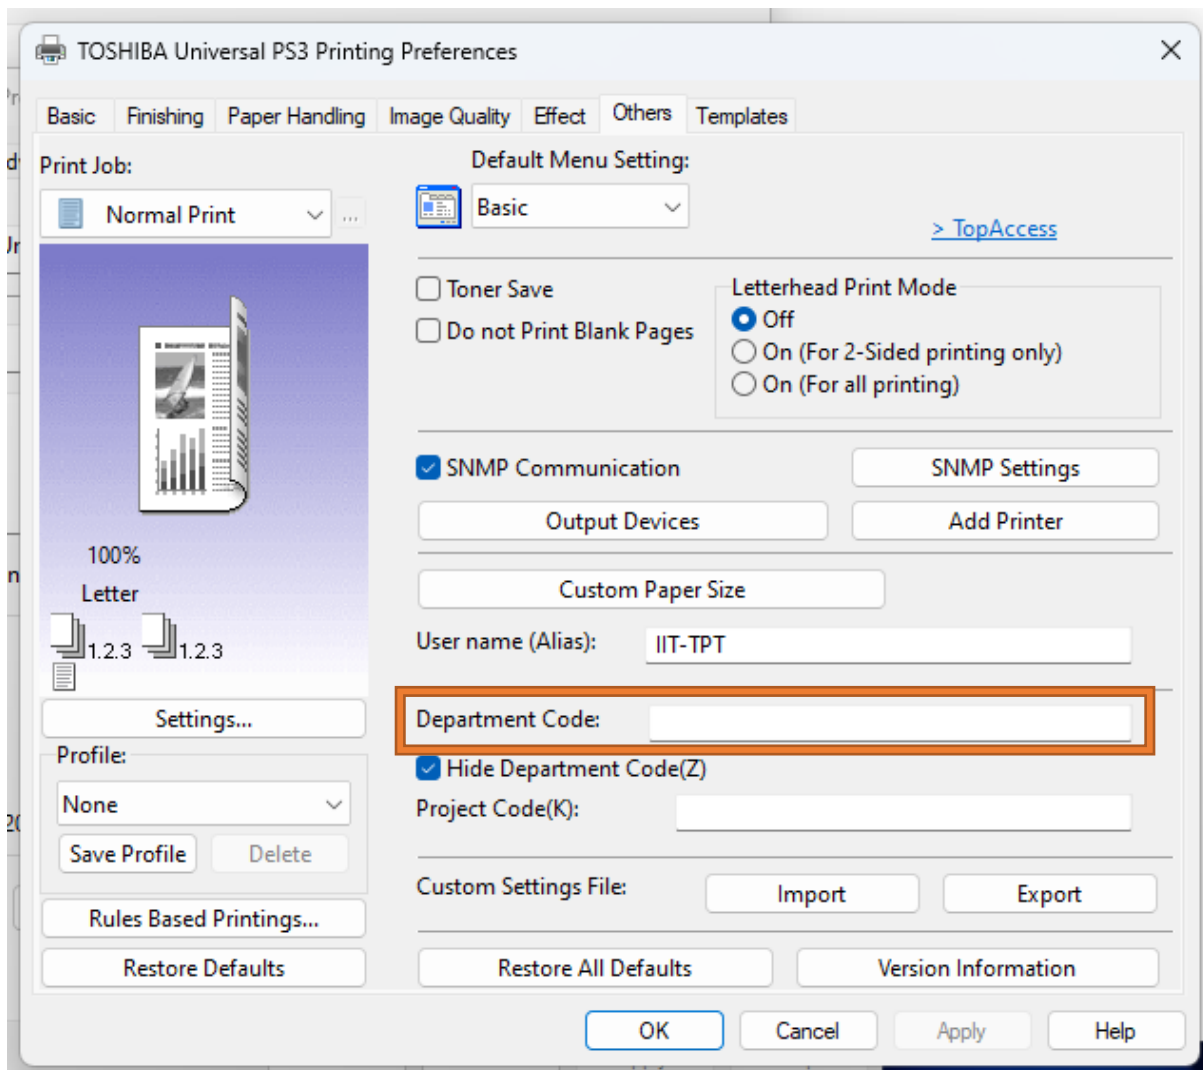 TOSHIBA Universal PS3 Printing Preferences
Basic Finishing Paper Handling Image Quality Effect Others Templates
Print Job:
Normal Print
...
100%
Letter
1.2.3 1.2.3
Settings...
Profile:
None
Save Profile Delete
Rules Based Printings...
Restore Defaults
Default Menu Setting:
Basic
> TopAccess
Toner Save
Do not Print Blank Pages
Letterhead Print Mode
Off
On (For 2-Sided printing only)
On (For all printing)
SNMP Communication SNMP Settings
Output Devices Add Printer
Custom Paper Size
User name (Alias): IIT-TPT
Department Code:
Hide Department Code(Z)
Project Code(K):
Custom Settings File: Import Export
Restore All Defaults Version Information
OK Cancel Apply Help